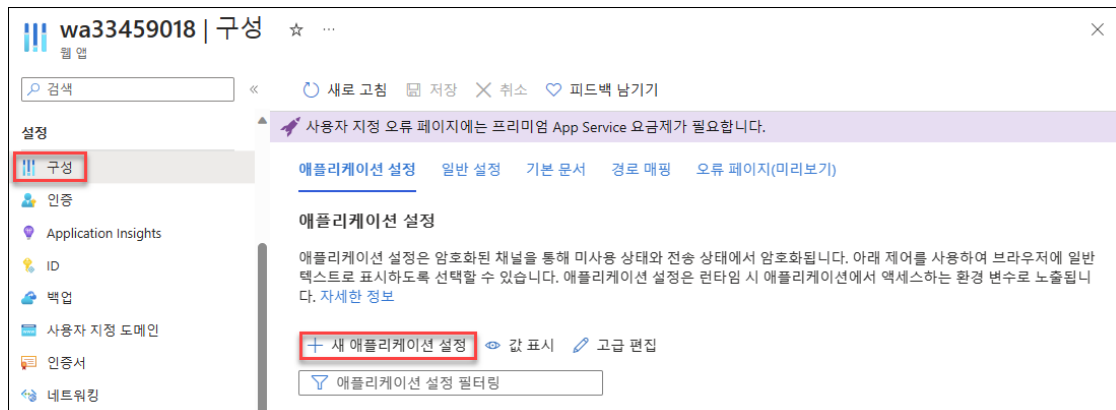 wa33459018 | 구성
웹 앱
검색
새로 고침 저장 취소 피드백 남기기
설정
사용자 지정 오류 페이지에는 프리미엄 App Service 요금제가 필요합니다.
구성
인증
Application Insights
ID
백업
사용자 지정 도메인
인증서
네트워킹
애플리케이션 설정 일반 설정 기본 문서 경로 매핑 오류 페이지(미리보기)
애플리케이션 설정
애플리케이션 설정은 암호화된 채널을 통해 미사용 상태와 전송 상태에서 암호화됩니다. 아래 제어를 사용하여 브라우저에 일반
텍스트로 표시하도록 선택할 수 있습니다. 애플리케이션 설정은 런타임 시 애플리케이션에서 액세스하는 환경 변수로 노출됩니
다. 자세한 정보
새 애플리케이션 설정 값 표시 고급 편집
애플리케이션 설정 필터링